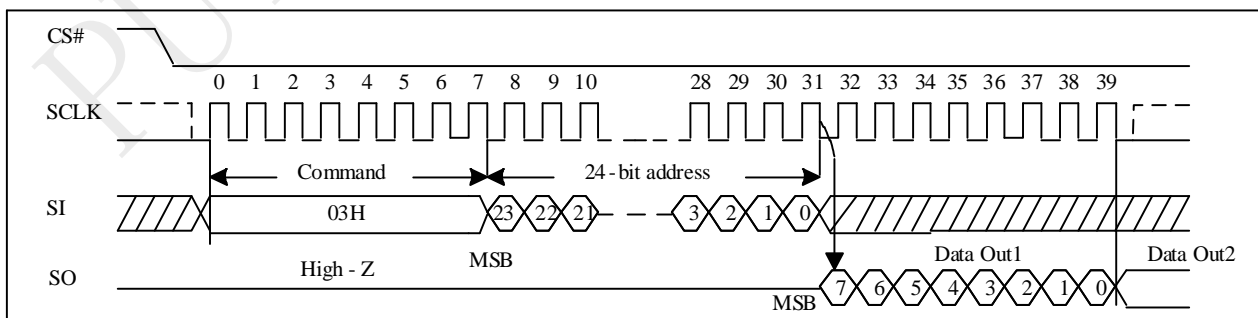 CS#
0 1 2 3 4 5 6 7 8 9 10 28 29 30 31 32 33 34 35 36 37 38 39
SCLK
Command 24-bit address
SI 03H 23 22 21 3 2 1 0
High - Z MSB Data Out1 Data Out2
SO MSB 7 6 5 4 3 2 1 0